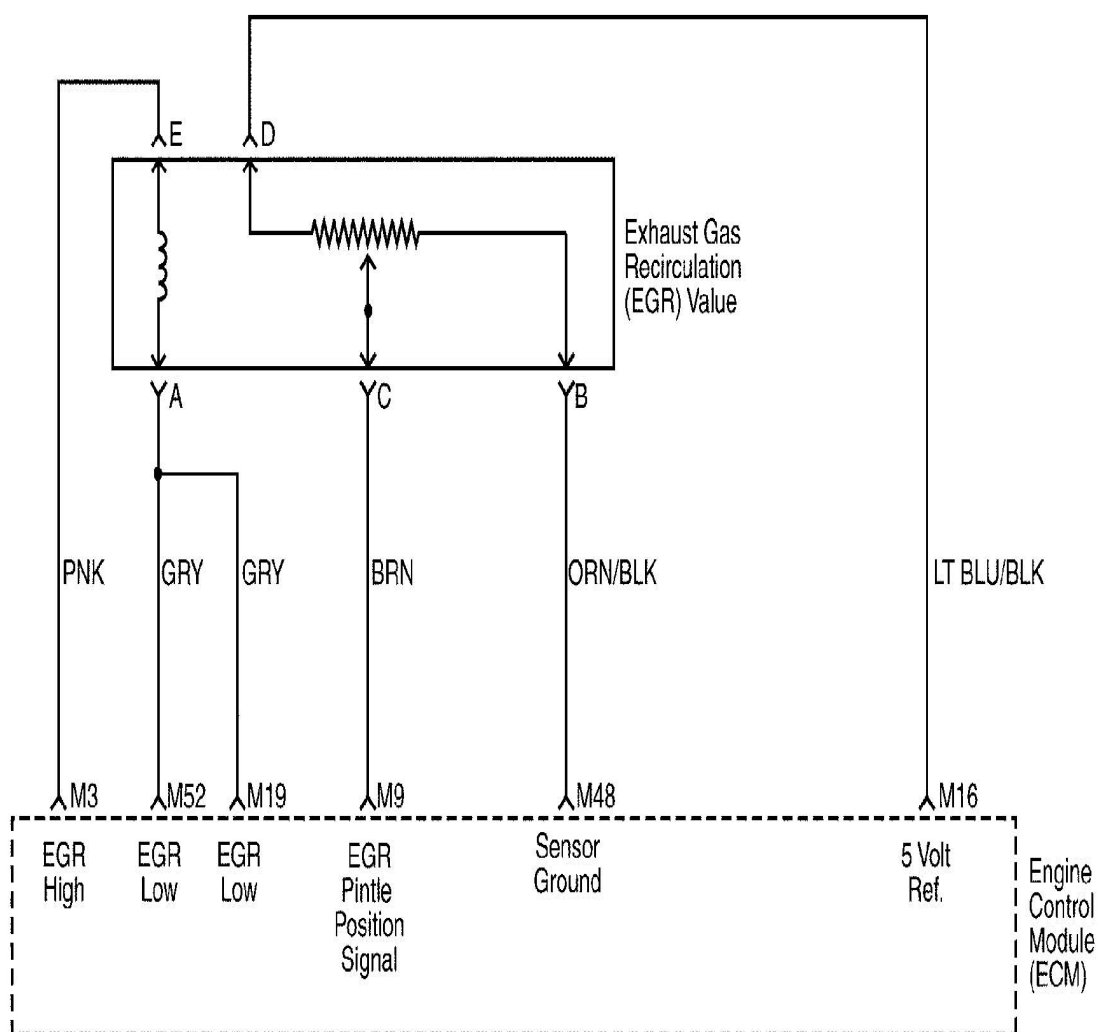 E
D
Exhaust Gas
Recirculation
(EGR) Value
A
C
B
PNK
GRY
GRY
BRN
ORN/BLK
LT BLU/BLK
M3
M52
M19
M9
M48
M16
EGR
High
EGR
Low
EGR
Low
EGR
Pintle
Position
Signal
Sensor
Ground
5 Volt
Ref.
Engine
Control
Module
(ECM)